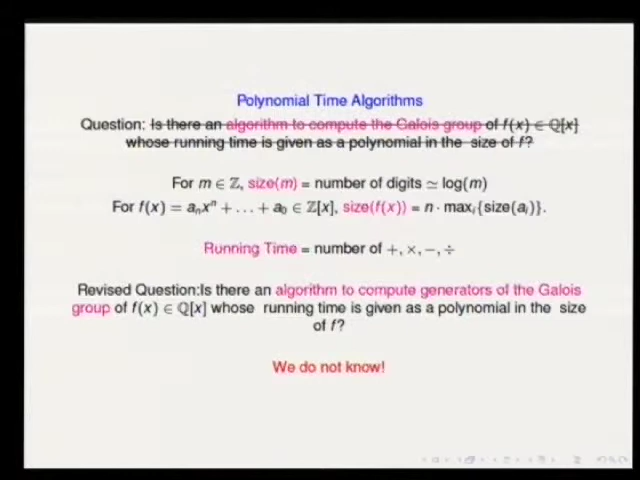 Polynomial Time Algorithms
Question: Is there an algorithm to compute the Galois group of f(x) ∈ ℚ[x]
whose running time is given as a polynomial in the size of f?
For m ∈ ℤ, size(m) = number of digits ≃ log(m)
For f(x) = aₙxⁿ + … + a₀ ∈ ℤ[x], size(f(x)) = n · maxᵢ{size(aᵢ)}.
Running Time = number of +, ×, −, ÷
Revised Question:Is there an algorithm to compute generators of the Galois
group of f(x) ∈ ℚ[x] whose running time is given as a polynomial in the size
of f?
We do not know!